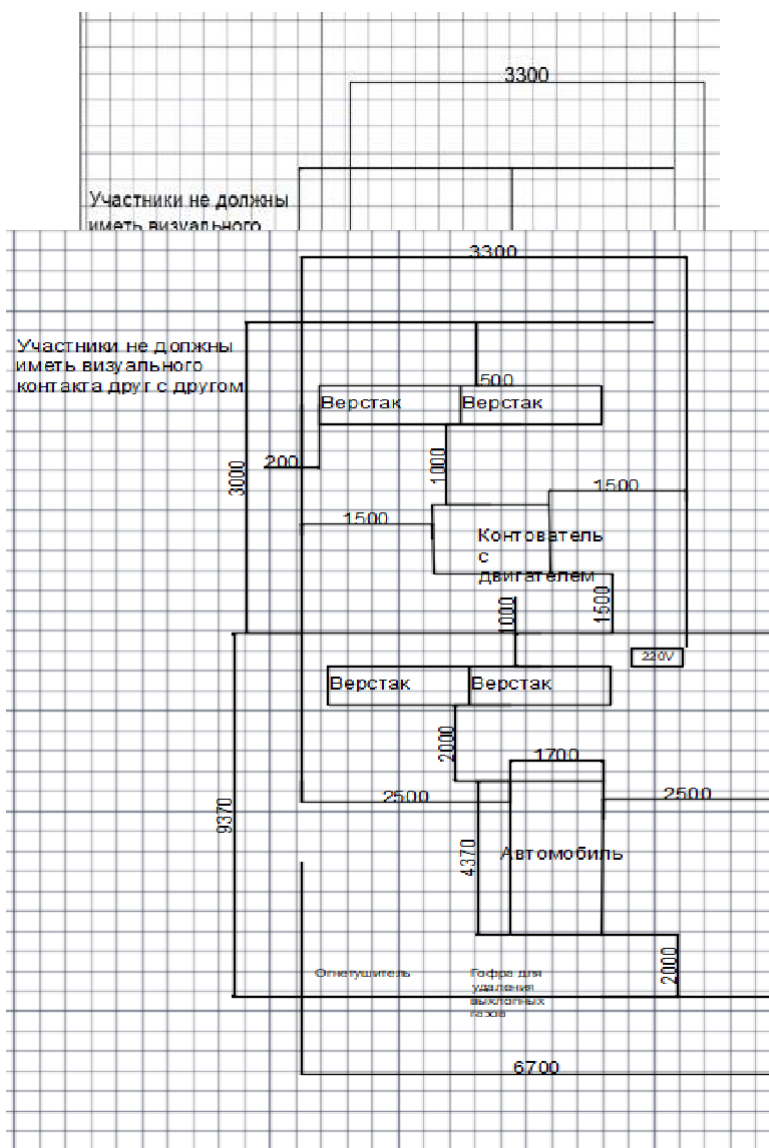 3300
Участники не должны
иметь визуального
3300
Участники не должны
иметь визуального
контакта друг с другом
500
Верстак
Верстак
200
1000
3000
1500
1500
Контователь
с
двигателем
1000
1500
220V
Верстак
Верстак
2000
1700
2500
2500
9370
4370
Автомобиль
Огнетушитель
Гофра для
удаления
выхлопных
газов
2000
6700